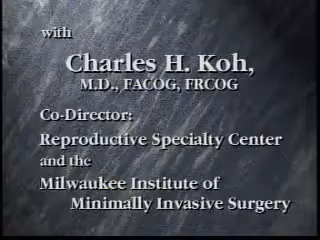 with
Charles H. Koh,
M.D., FACOG, FRCOG
Co-Director:
Reproductive Specialty Center
and the
Milwaukee Institute of
Minimally Invasive Surgery